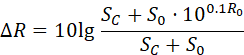 ΔR = 10lg (S_C + S_0 · 10^{0.1R_0}) / (S_C + S_0)